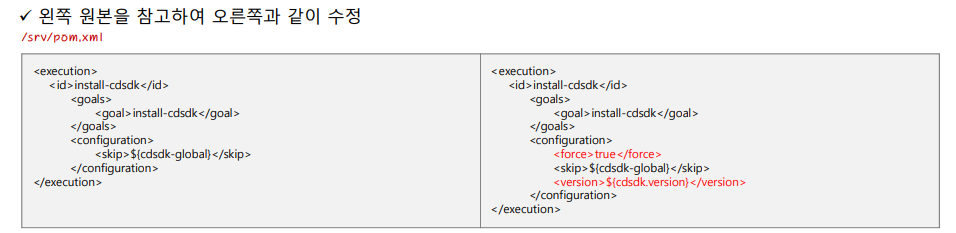 ✓ 왼쪽 원본을 참고하여 오른쪽과 같이 수정
/srv/pom.xml
<execution>
<id>install-cdsdk</id>
<goals>
<goal>install-cdsdk</goal>
</goals>
<configuration>
<skip>${cdsdk-global}</skip>
</configuration>
</execution>
<execution>
<id>install-cdsdk</id>
<goals>
<goal>install-cdsdk</goal>
</goals>
<configuration>
<force>true</force>
<skip>${cdsdk-global}</skip>
<version>${cdsdk.version}</version>
</configuration>
</execution>